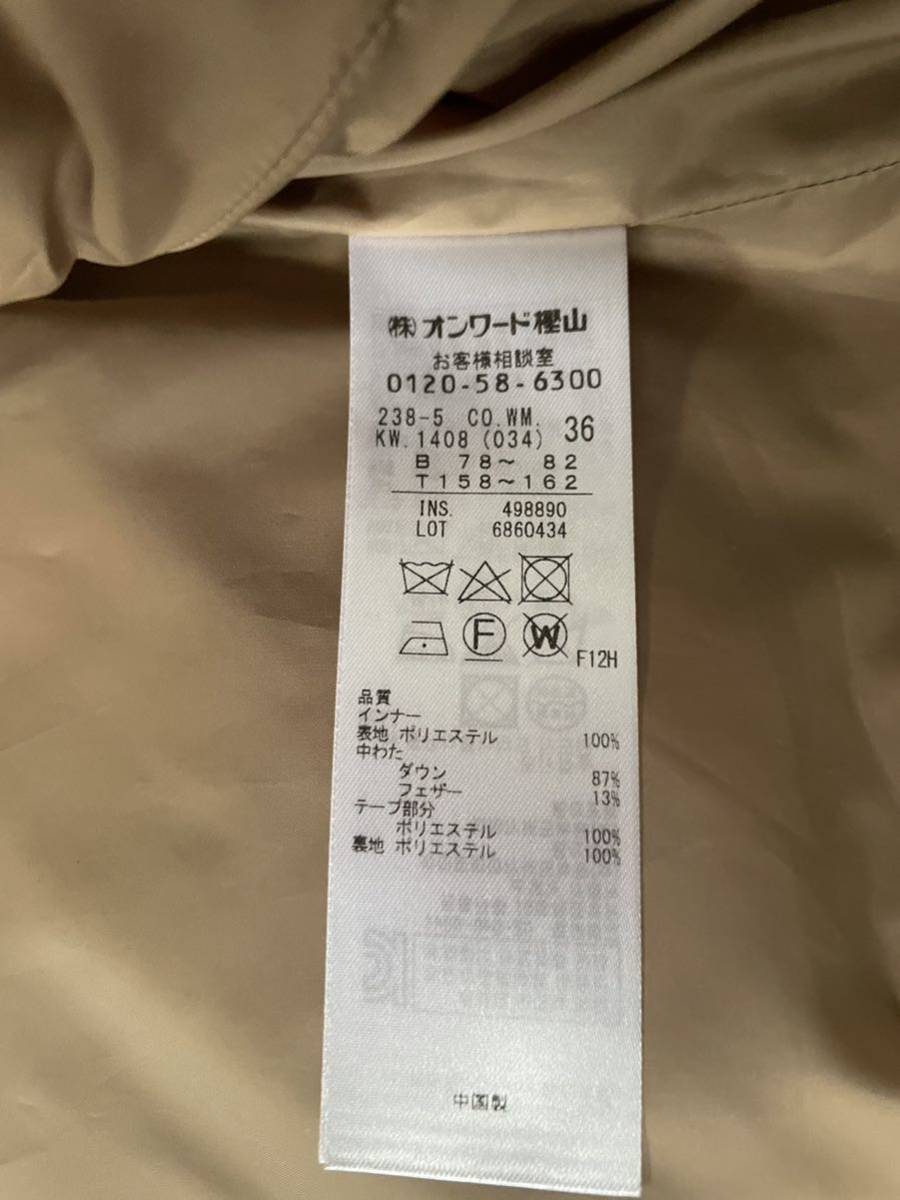 ㈱オンワード樫山
お客様相談室
0120-58-6300
238-5 CO.WM.
KW.1408 (034) 36
B 78～ 82
T158～162
INS. 498890
LOT 6860434
F
W
F12H
品質
インナー
表地 ポリエステル 100%
中わた
ダウン 87%
フェザー 13%
テープ部分
ポリエステル 100%
裏地 ポリエステル 100%
中国製